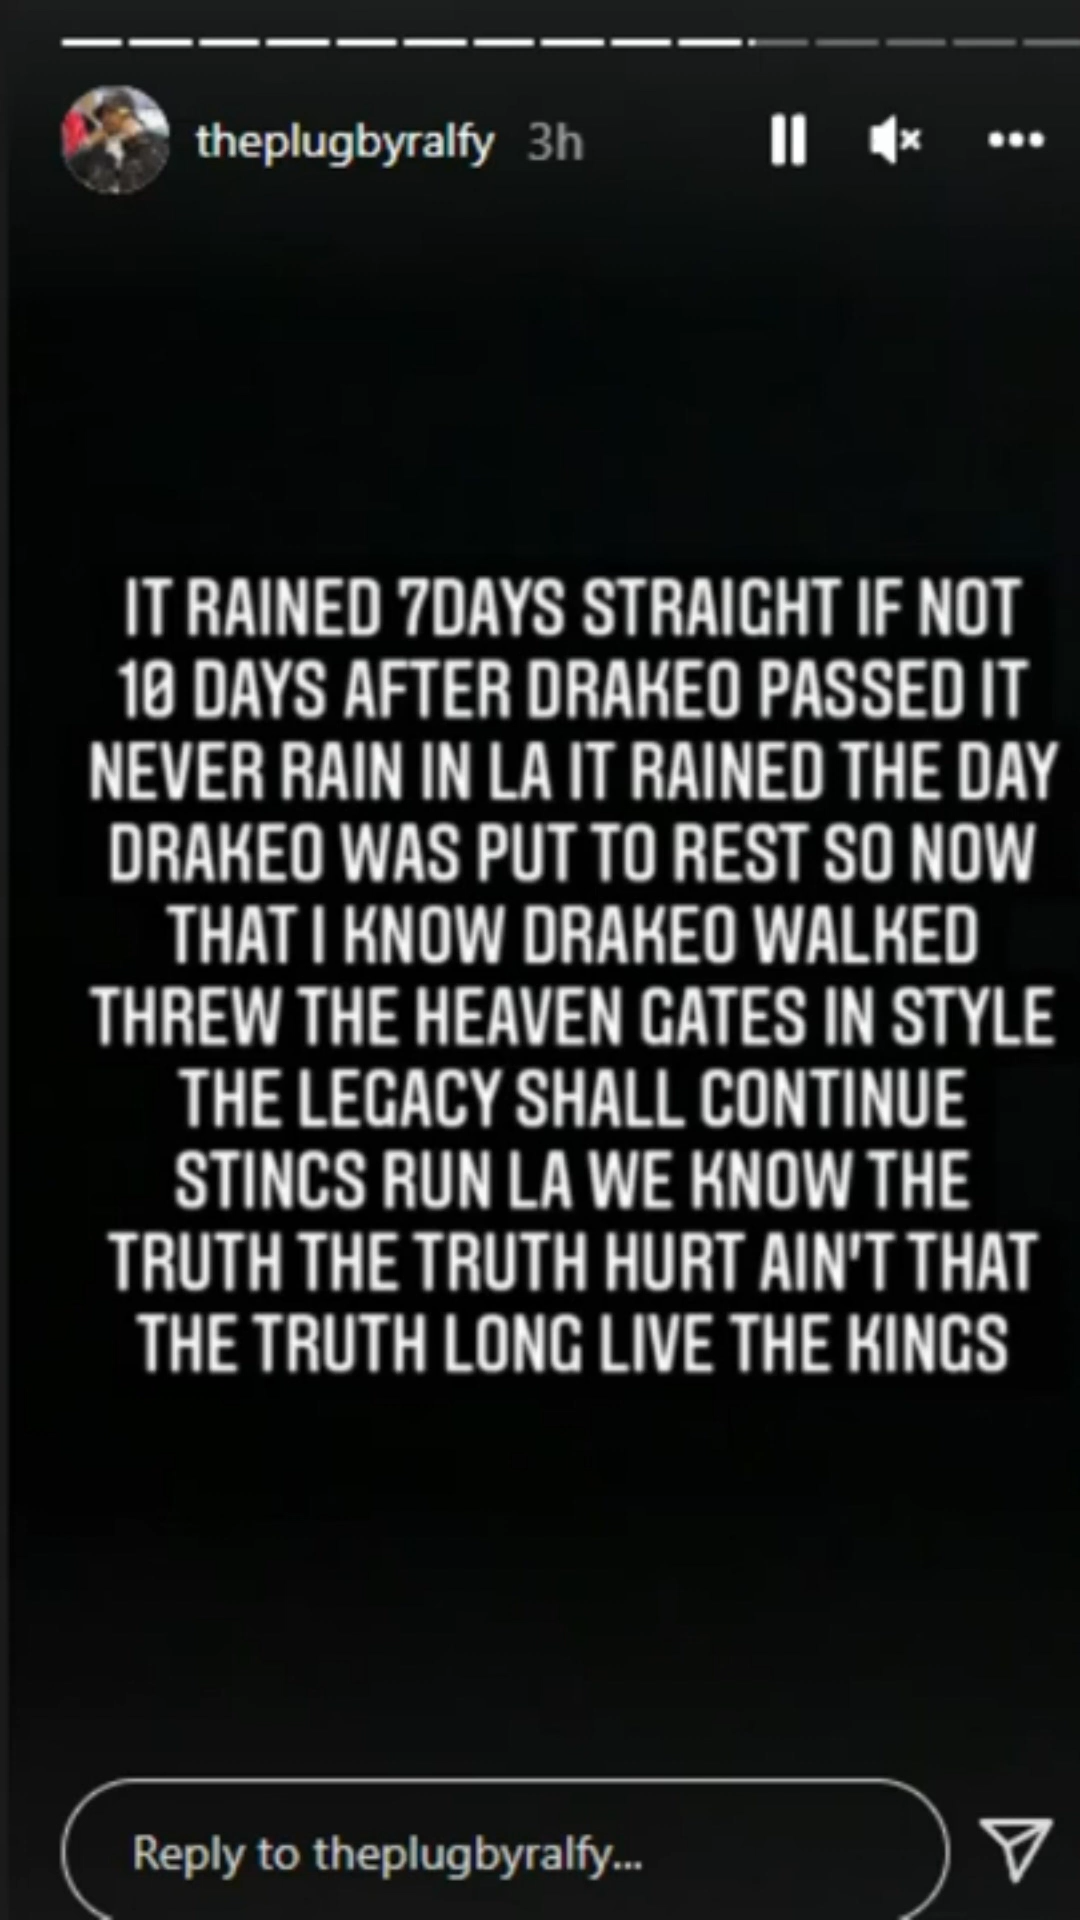 theplugbyralfy 3h
IT RAINED 7DAYS STRAIGHT IF NOT
10 DAYS AFTER DRAKEO PASSED IT
NEVER RAIN IN LA IT RAINED THE DAY
DRAKEO WAS PUT TO REST SO NOW
THAT I KNOW DRAKEO WALKED
THREW THE HEAVEN GATES IN STYLE
THE LEGACY SHALL CONTINUE
STINCS RUN LA WE KNOW THE
TRUTH THE TRUTH HURT AIN'T THAT
THE TRUTH LONG LIVE THE KINGS
Reply to theplugbyralfy...